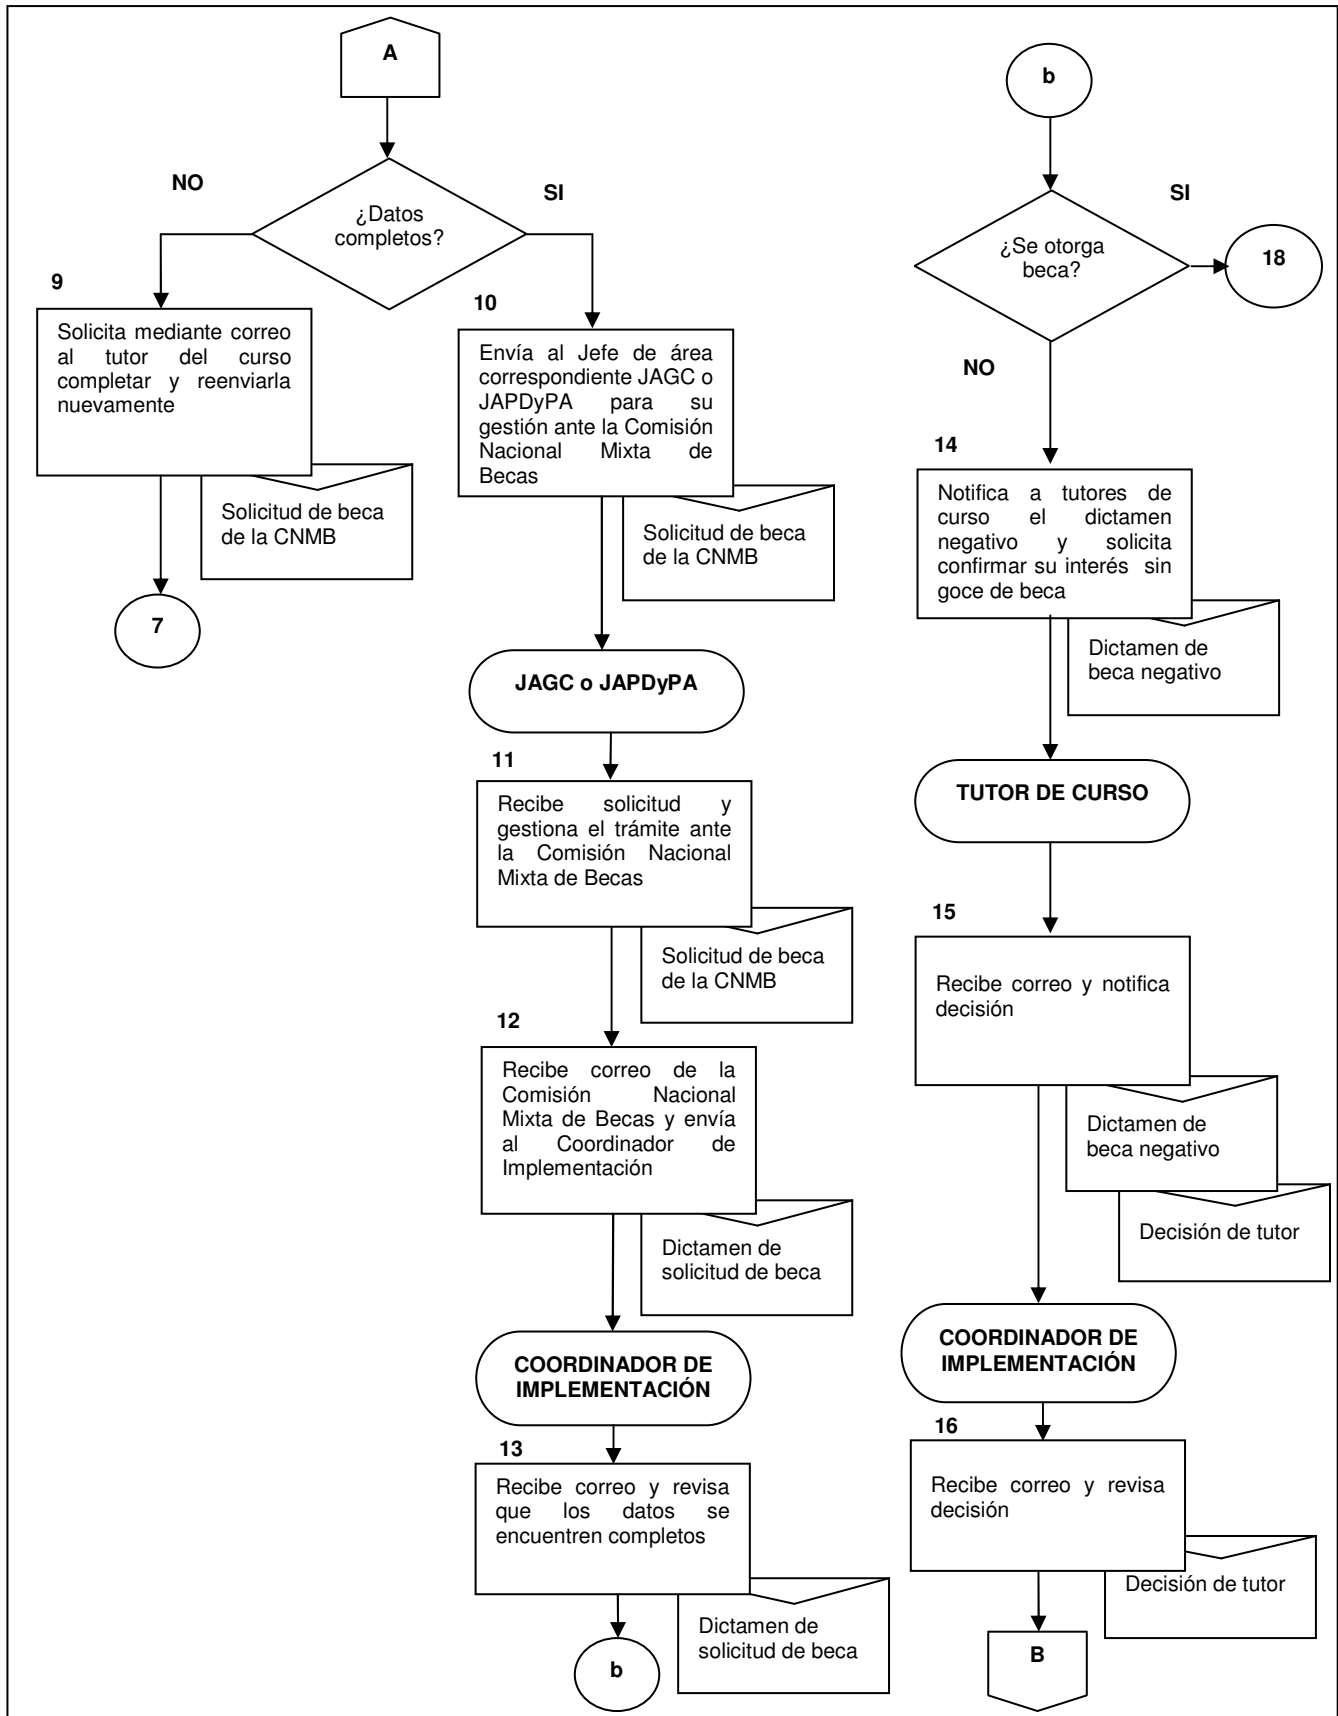 A
NO
SI
¿Datos
completos?
9
Solicita mediante correo
al tutor del curso
completar y reenviarla
nuevamente
Solicitud de beca
de la CNMB
7
10
Envía al Jefe de área
correspondiente JAGC o
JAPDyPA para su
gestión ante la Comisión
Nacional Mixta de
Becas
Solicitud de beca
de la CNMB
JAGC o JAPDyPA
11
Recibe solicitud y
gestiona el trámite ante
la Comisión Nacional
Mixta de Becas
Solicitud de beca
de la CNMB
12
Recibe correo de la
Comisión Nacional
Mixta de Becas y envía
al Coordinador de
Implementación
Dictamen de
solicitud de beca
COORDINADOR DE
IMPLEMENTACIÓN
13
Recibe correo y revisa
que los datos se
encuentren completos
Dictamen de
solicitud de beca
b
b
SI
¿Se otorga
beca?
18
NO
14
Notifica a tutores de
curso el dictamen
negativo y solicita
confirmar su interés sin
goce de beca
Dictamen de
beca negativo
TUTOR DE CURSO
15
Recibe correo y notifica
decisión
Dictamen de
beca negativo
Decisión de tutor
COORDINADOR DE
IMPLEMENTACIÓN
16
Recibe correo y revisa
decisión
Decisión de tutor
B